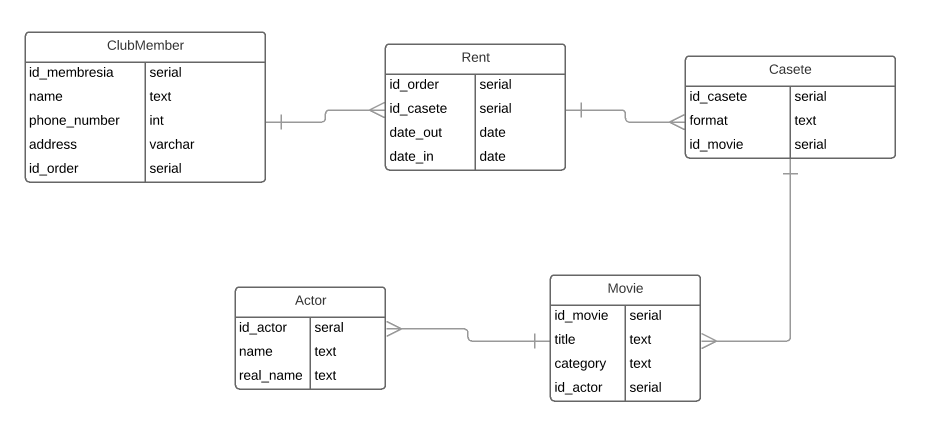 ClubMember
id_membresia serial
name text
phone_number int
address varchar
id_order serial
Rent
id_order serial
id_casete serial
date_out date
date_in date
Casete
id_casete serial
format text
id_movie serial
Actor
id_actor seral
name text
real_name text
Movie
id_movie serial
title text
category text
id_actor serial